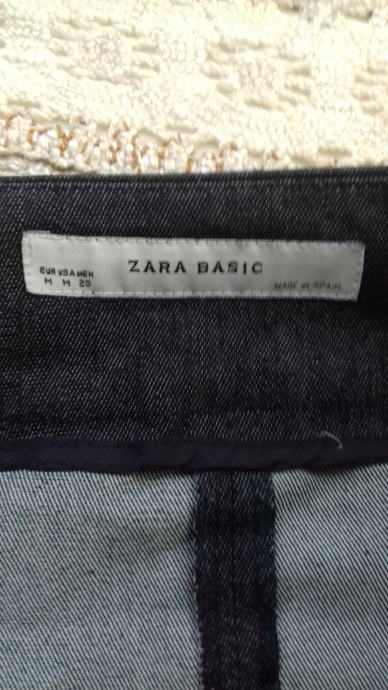 EUR USA MEX
M M 28
ZARA BASIC
MADE IN SPAIN